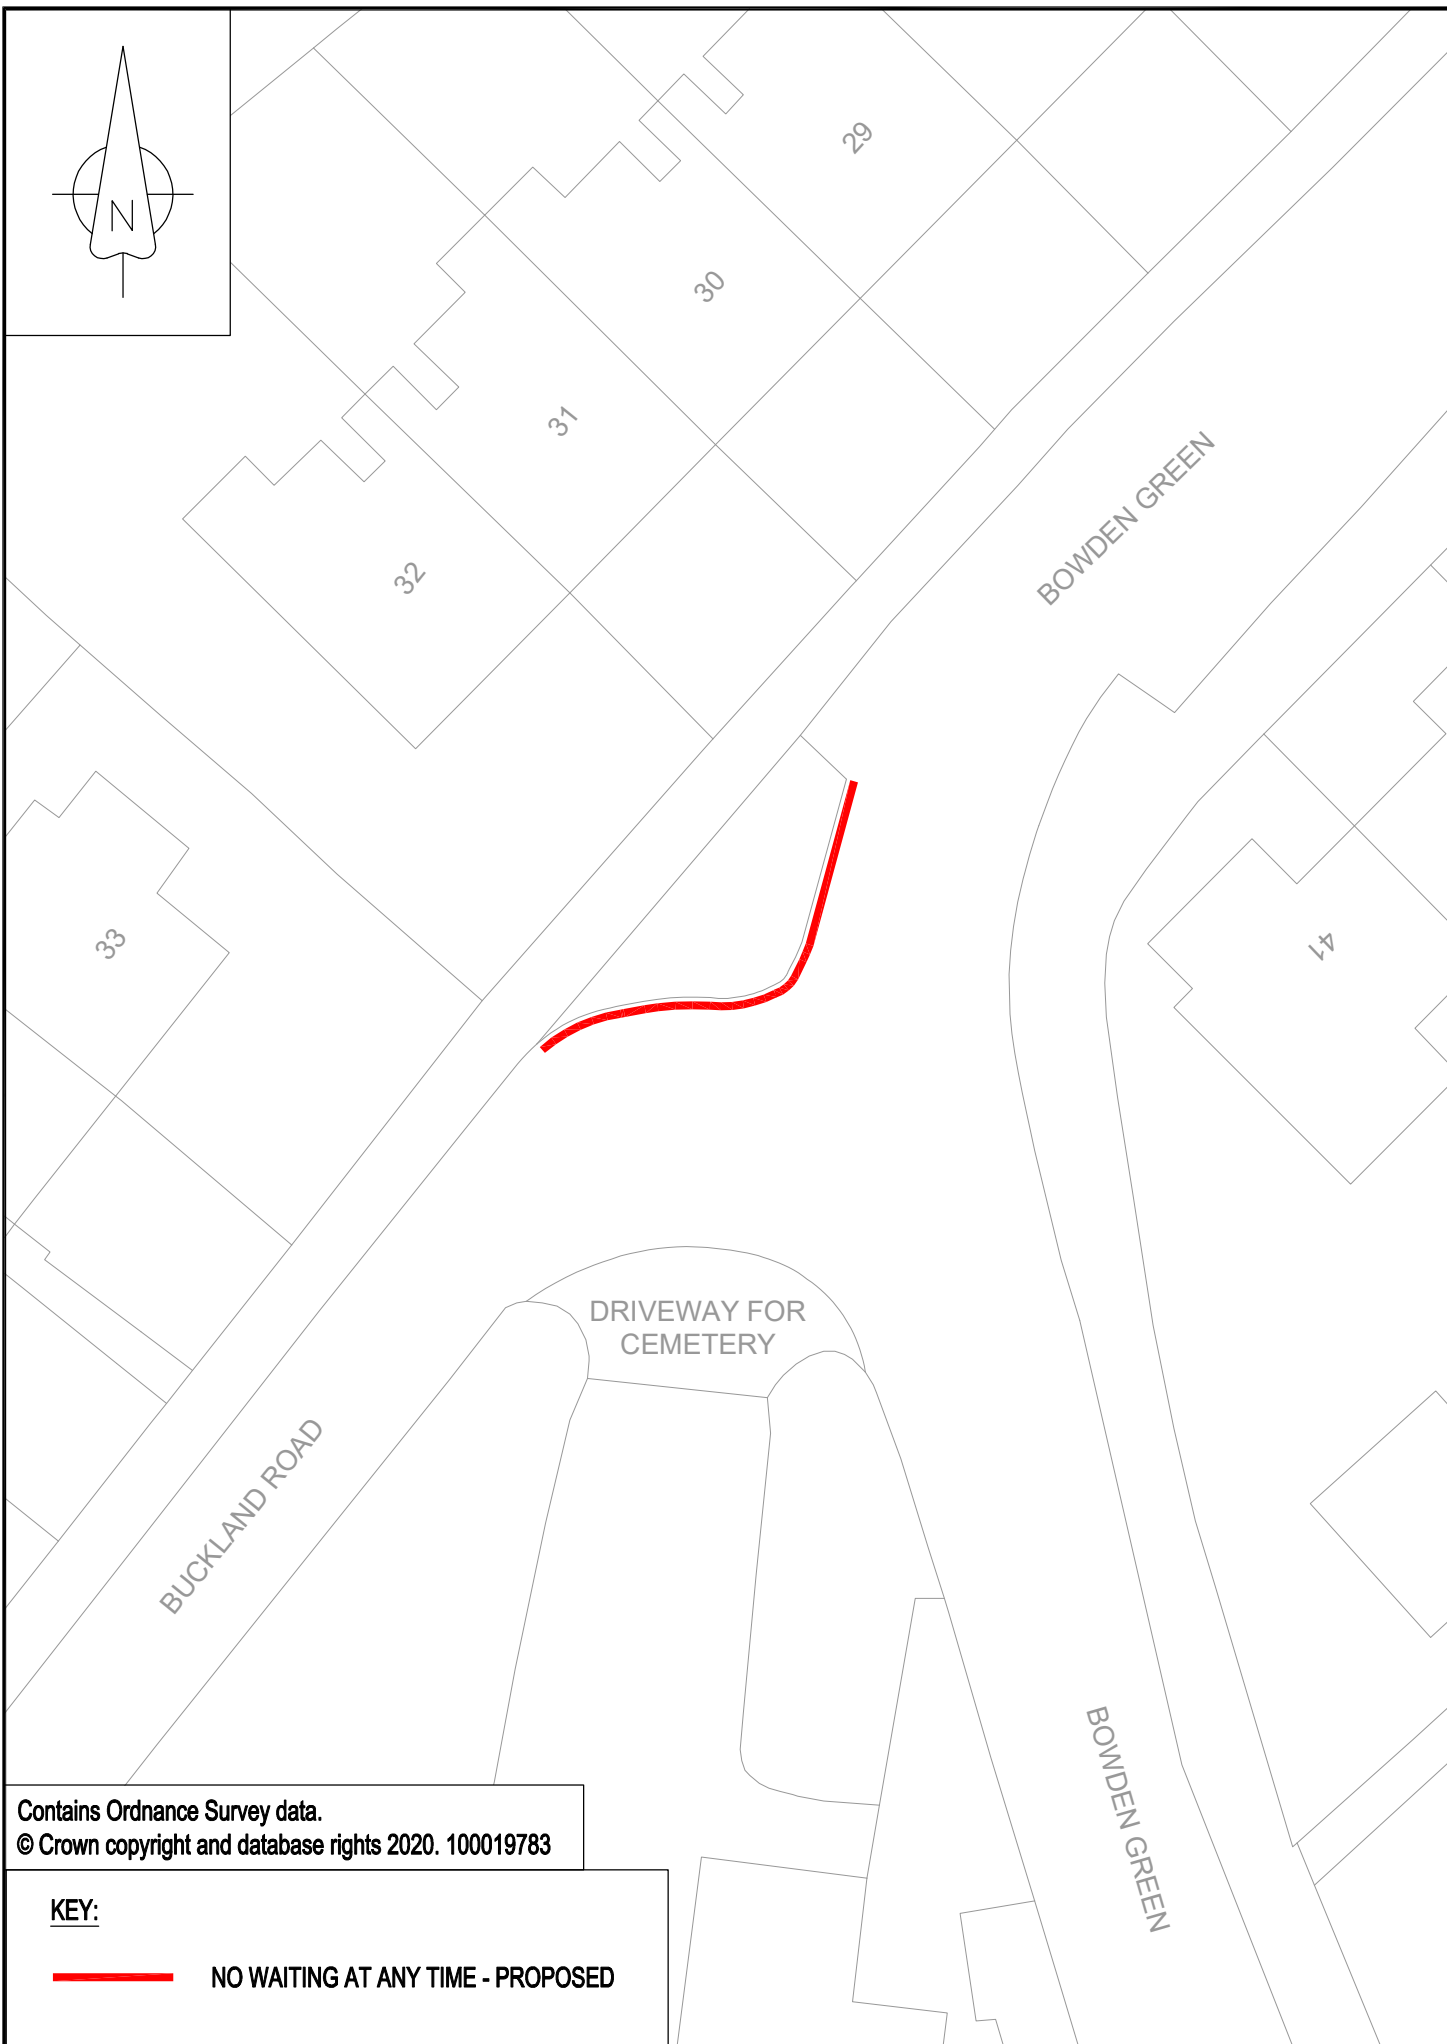 N
29
30
31
32
33
41
BOWDEN GREEN
DRIVEWAY FOR
CEMETERY
BUCKLAND ROAD
BOWDEN GREEN
Contains Ordnance Survey data.
© Crown copyright and database rights 2020. 100019783
KEY:
NO WAITING AT ANY TIME - PROPOSED